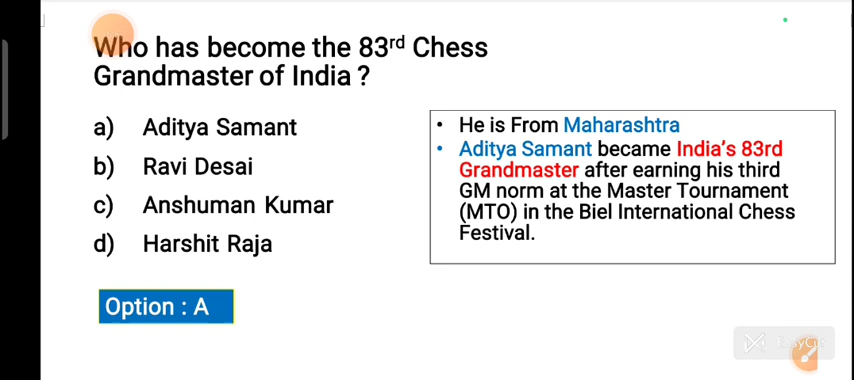 Who has become the 83rd Chess
Grandmaster of India ?
a) Aditya Samant
b) Ravi Desai
c) Anshuman Kumar
d) Harshit Raja
Option : A
• He is From Maharashtra
• Aditya Samant became India's 83rd
Grandmaster after earning his third
GM norm at the Master Tournament
(MTO) in the Biel International Chess
Festival.